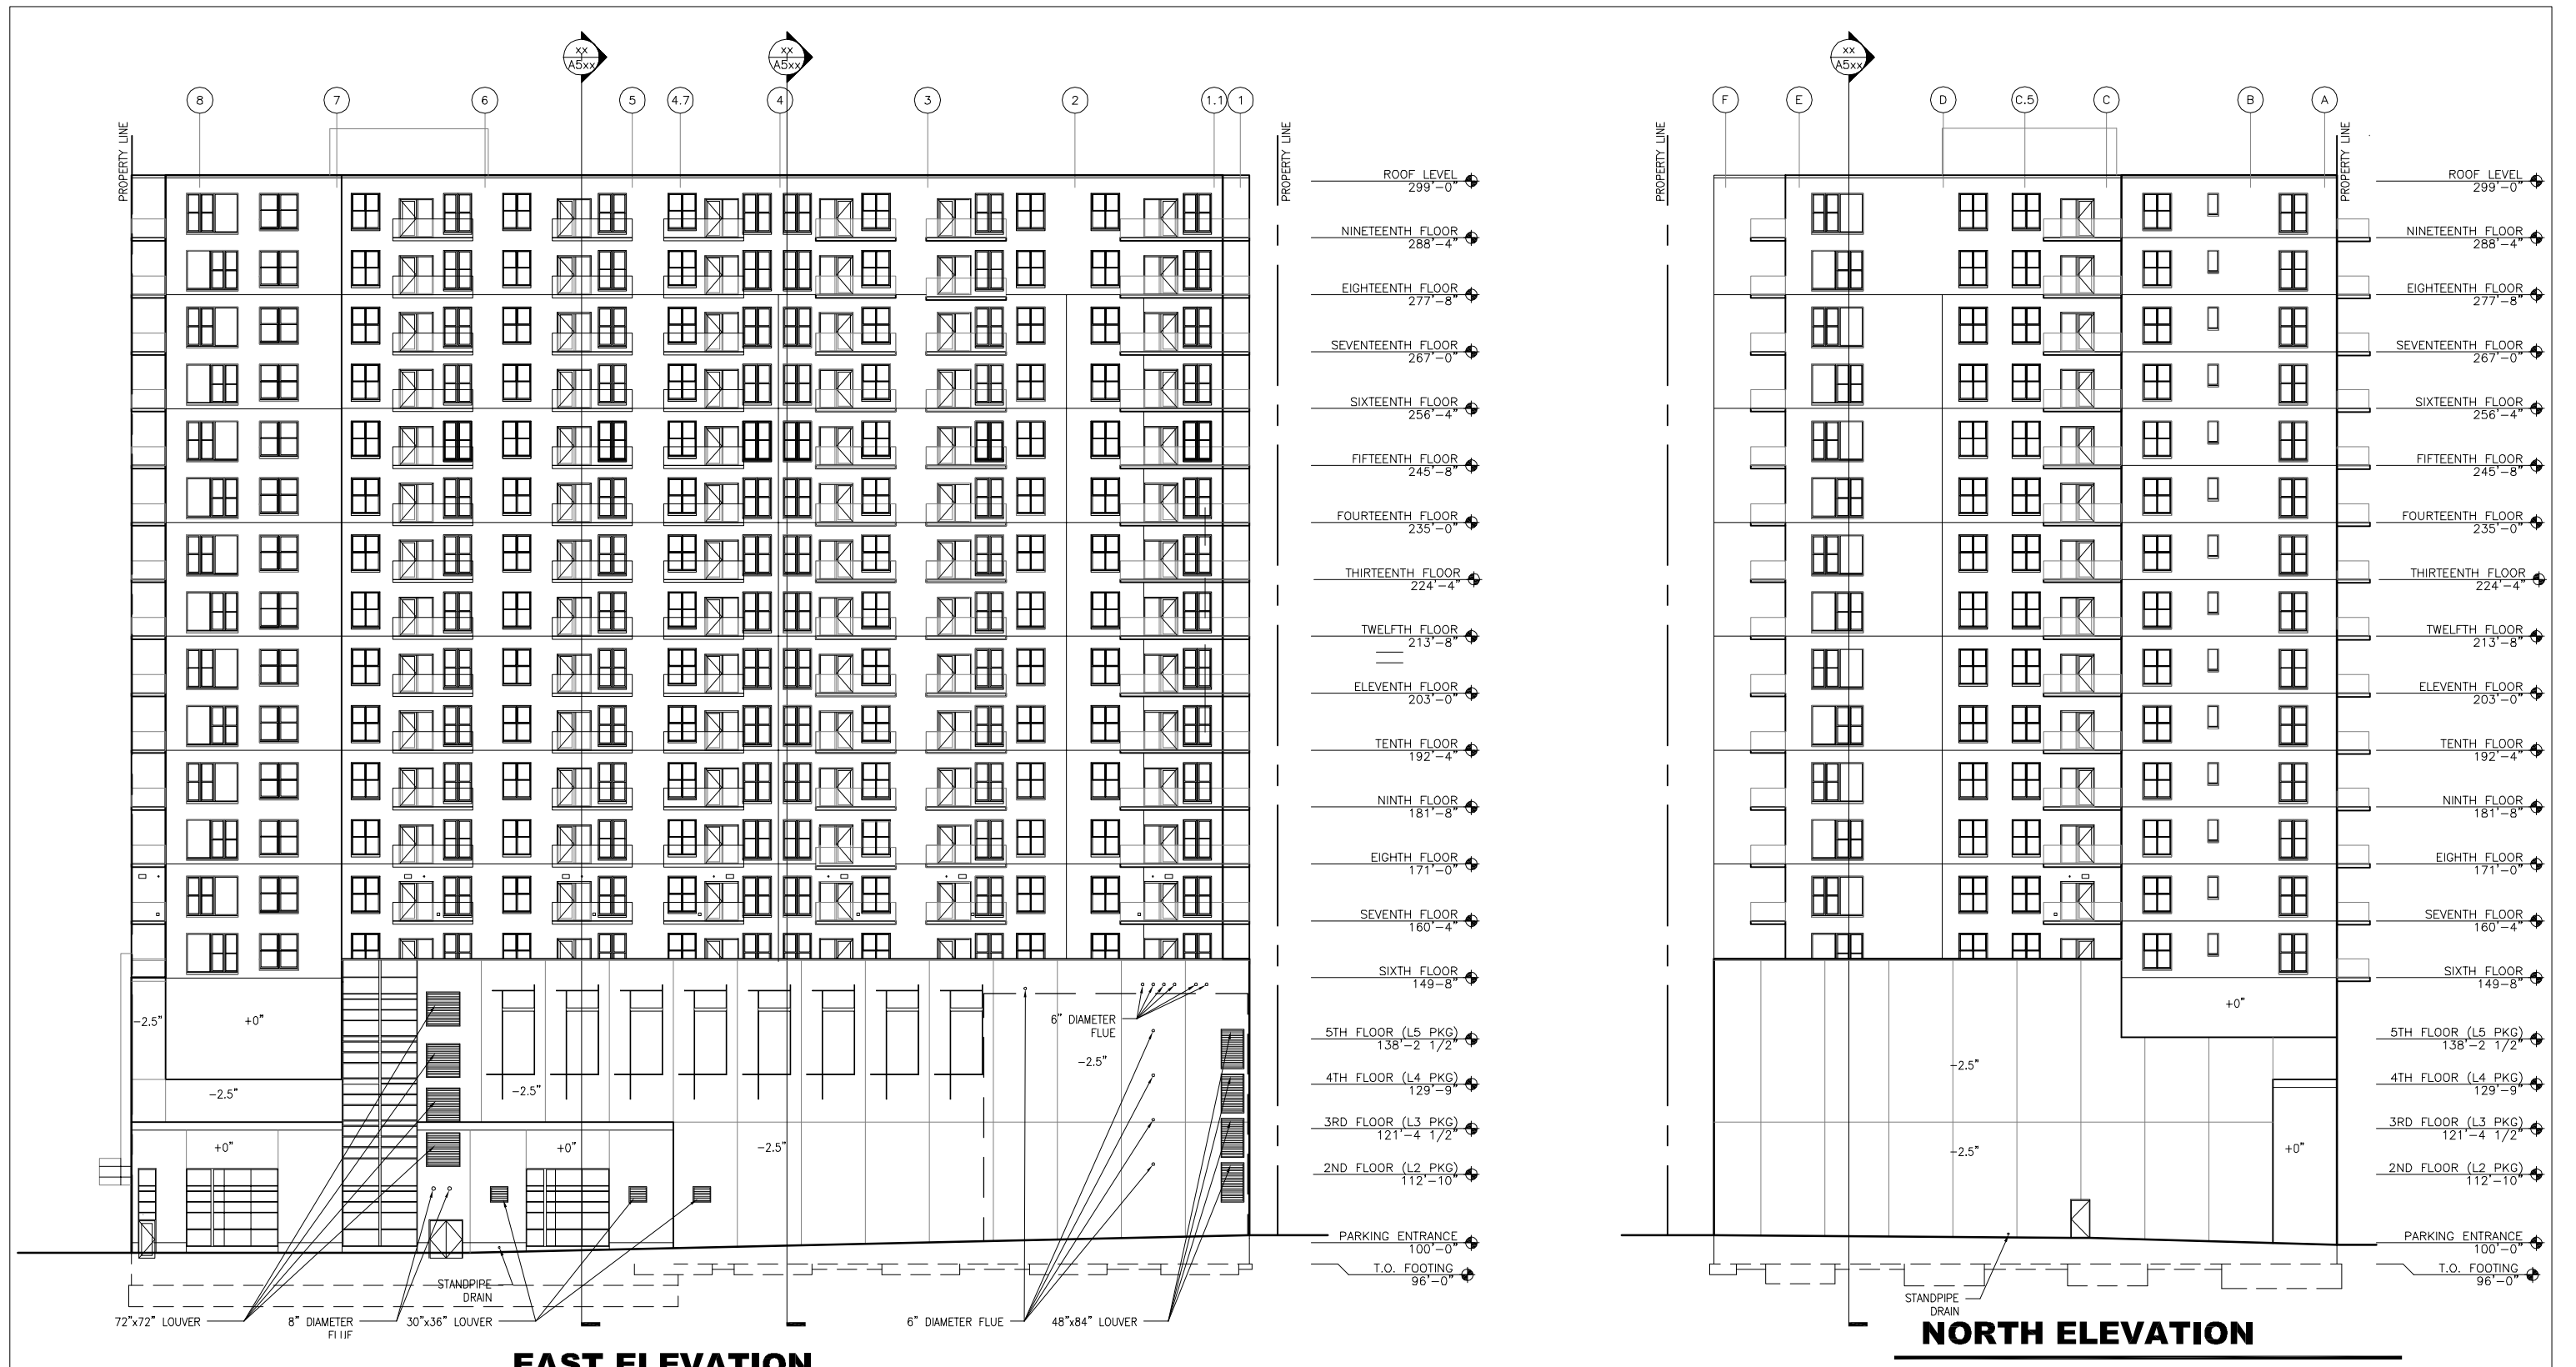 xx
A5xx
xx
A5xx
8
7
6
5
4.7
4
3
2
1.1
1
PROPERTY LINE
PROPERTY LINE
ROOF LEVEL
299'-0"
NINETEENTH FLOOR
288'-4"
EIGHTEENTH FLOOR
277'-8"
SEVENTEENTH FLOOR
267'-0"
SIXTEENTH FLOOR
256'-4"
FIFTEENTH FLOOR
245'-8"
FOURTEENTH FLOOR
235'-0"
THIRTEENTH FLOOR
224'-4"
TWELFTH FLOOR
213'-8"
ELEVENTH FLOOR
203'-0"
TENTH FLOOR
192'-4"
NINTH FLOOR
181'-8"
EIGHTH FLOOR
171'-0"
SEVENTH FLOOR
160'-4"
SIXTH FLOOR
149-8"
5TH FLOOR (L5 PKG)
138'-2 1/2"
4TH FLOOR (L4 PKG)
129'-9"
3RD FLOOR (L3 PKG)
121'-4 1/2"
2ND FLOOR (L2 PKG)
112'-10"
PARKING ENTRANCE
100'-0"
T.O. FOOTING
96'-0"
-2.5"
+0"
6" DIAMETER
FLUE
-2.5"
-2.5"
-2.5"
+0"
+0"
-2.5"
STANDPIPE
DRAIN
72"x72" LOUVER
8" DIAMETER
FLUE
30"x36" LOUVER
6" DIAMETER FLUE
48"x84" LOUVER
EAST ELEVATION
xx
A5xx
F
E
D
C.5
C
B
A
PROPERTY LINE
PROPERTY LINE
ROOF LEVEL
299'-0"
NINETEENTH FLOOR
288'-4"
EIGHTEENTH FLOOR
277'-8"
SEVENTEENTH FLOOR
267'-0"
SIXTEENTH FLOOR
256'-4"
FIFTEENTH FLOOR
245'-8"
FOURTEENTH FLOOR
235'-0"
THIRTEENTH FLOOR
224'-4"
TWELFTH FLOOR
213'-8"
ELEVENTH FLOOR
203'-0"
TENTH FLOOR
192'-4"
NINTH FLOOR
181'-8"
EIGHTH FLOOR
171'-0"
SEVENTH FLOOR
160'-4"
SIXTH FLOOR
149-8"
5TH FLOOR (L5 PKG)
138'-2 1/2"
4TH FLOOR (L4 PKG)
129'-9"
3RD FLOOR (L3 PKG)
121'-4 1/2"
2ND FLOOR (L2 PKG)
112'-10"
PARKING ENTRANCE
100'-0"
T.O. FOOTING
96'-0"
+0"
-2.5"
-2.5"
+0"
STANDPIPE
DRAIN
NORTH ELEVATION